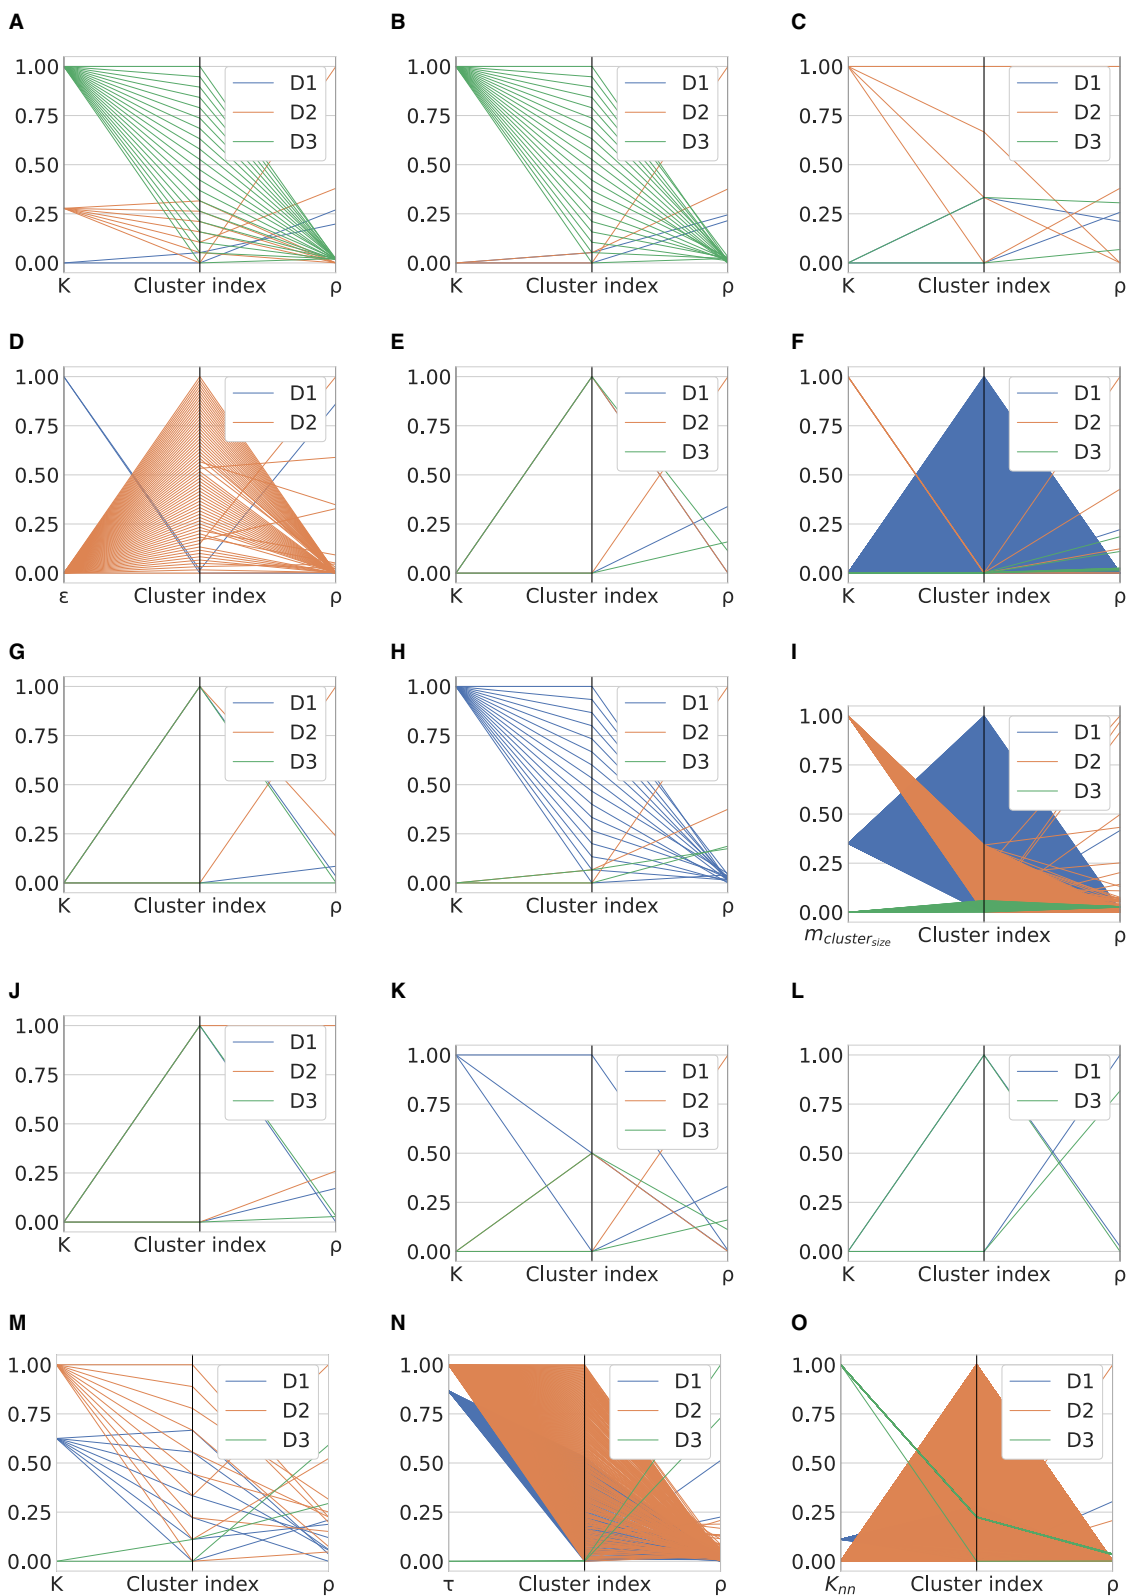 A B C
1.00 1.00 1.00
D1 D1 D1
0.75 D2 0.75 D2 0.75 D2
D3 D3 D3
0.50 0.50 0.50
0.25 0.25 0.25
0.00 0.00 0.00
K Cluster index ρ K Cluster index ρ K Cluster index ρ
D E F
1.00 1.00 1.00
D1 D1 D1
0.75 D2 0.75 D2 0.75 D2
D3 D3
0.50 0.50 0.50
0.25 0.25 0.25
0.00 0.00 0.00
ε Cluster index ρ K Cluster index ρ K Cluster index ρ
G H I
1.00 1.00 1.00
D1 D1 D1
0.75 D2 0.75 D2 0.75 D2
D3 D3 D3
0.50 0.50 0.50
0.25 0.25 0.25
0.00 0.00 0.00
K Cluster index ρ K Cluster index ρ m_cluster_size Cluster index ρ
J K L
1.00 1.00 1.00
D1 D1 D1
0.75 D2 0.75 D2 0.75 D3
D3 D3
0.50 0.50 0.50
0.25 0.25 0.25
0.00 0.00 0.00
K Cluster index ρ K Cluster index ρ K Cluster index ρ
M N O
1.00 1.00 1.00
D1 D1 D1
0.75 D2 0.75 D2 0.75 D2
D3 D3 D3
0.50 0.50 0.50
0.25 0.25 0.25
0.00 0.00 0.00
K Cluster index ρ τ Cluster index ρ K_nn Cluster index ρ